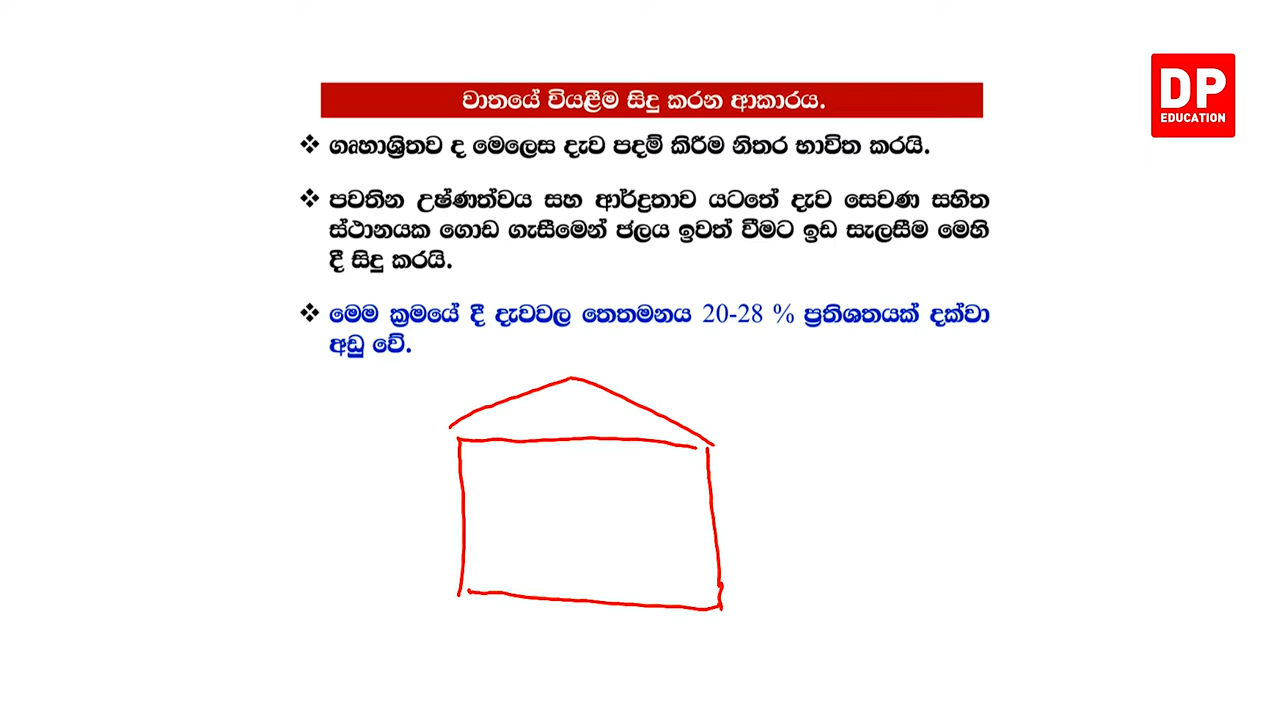 DP
EDUCATION
වාතයේ වියළීම සිදු කරන ආකාරය.
❖ ගෘහාශ්‍රිතව ද මෙලෙස දැව පදම් කිරීම නිතර භාවිත කරයි.
❖ පවතින උෂ්ණත්වය සහ ආර්ද්‍රතාව යටතේ දැව සෙවණ සහිත
ස්ථානයක ගොඩ ගැසීමෙන් ජලය ඉවත් වීමට ඉඩ සැලසීම මෙහි
දී සිදු කරයි.
❖ මෙම ක්‍රමයේ දී දැවවල තෙතමනය 20-28 % ප්‍රතිශතයක් දක්වා
අඩු වේ.